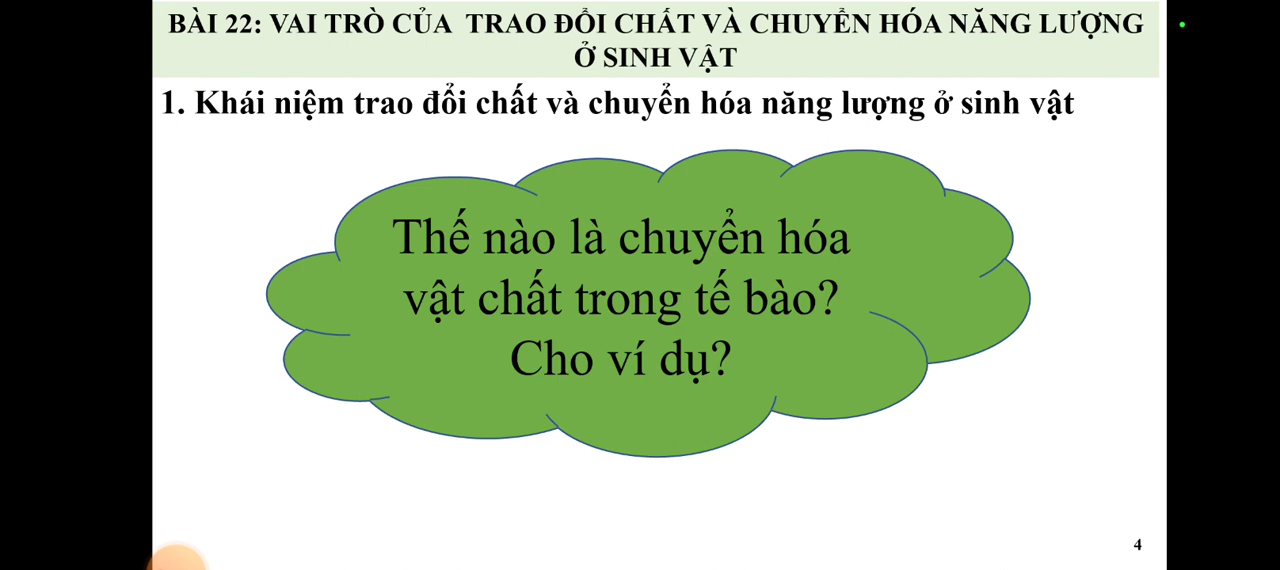 BÀI 22: VAI TRÒ CỦA TRAO ĐỔI CHẤT VÀ CHUYỂN HÓA NĂNG LƯỢNG
Ở SINH VẬT
1. Khái niệm trao đổi chất và chuyển hóa năng lượng ở sinh vật
Thế nào là chuyển hóa
vật chất trong tế bào?
Cho ví dụ?
4